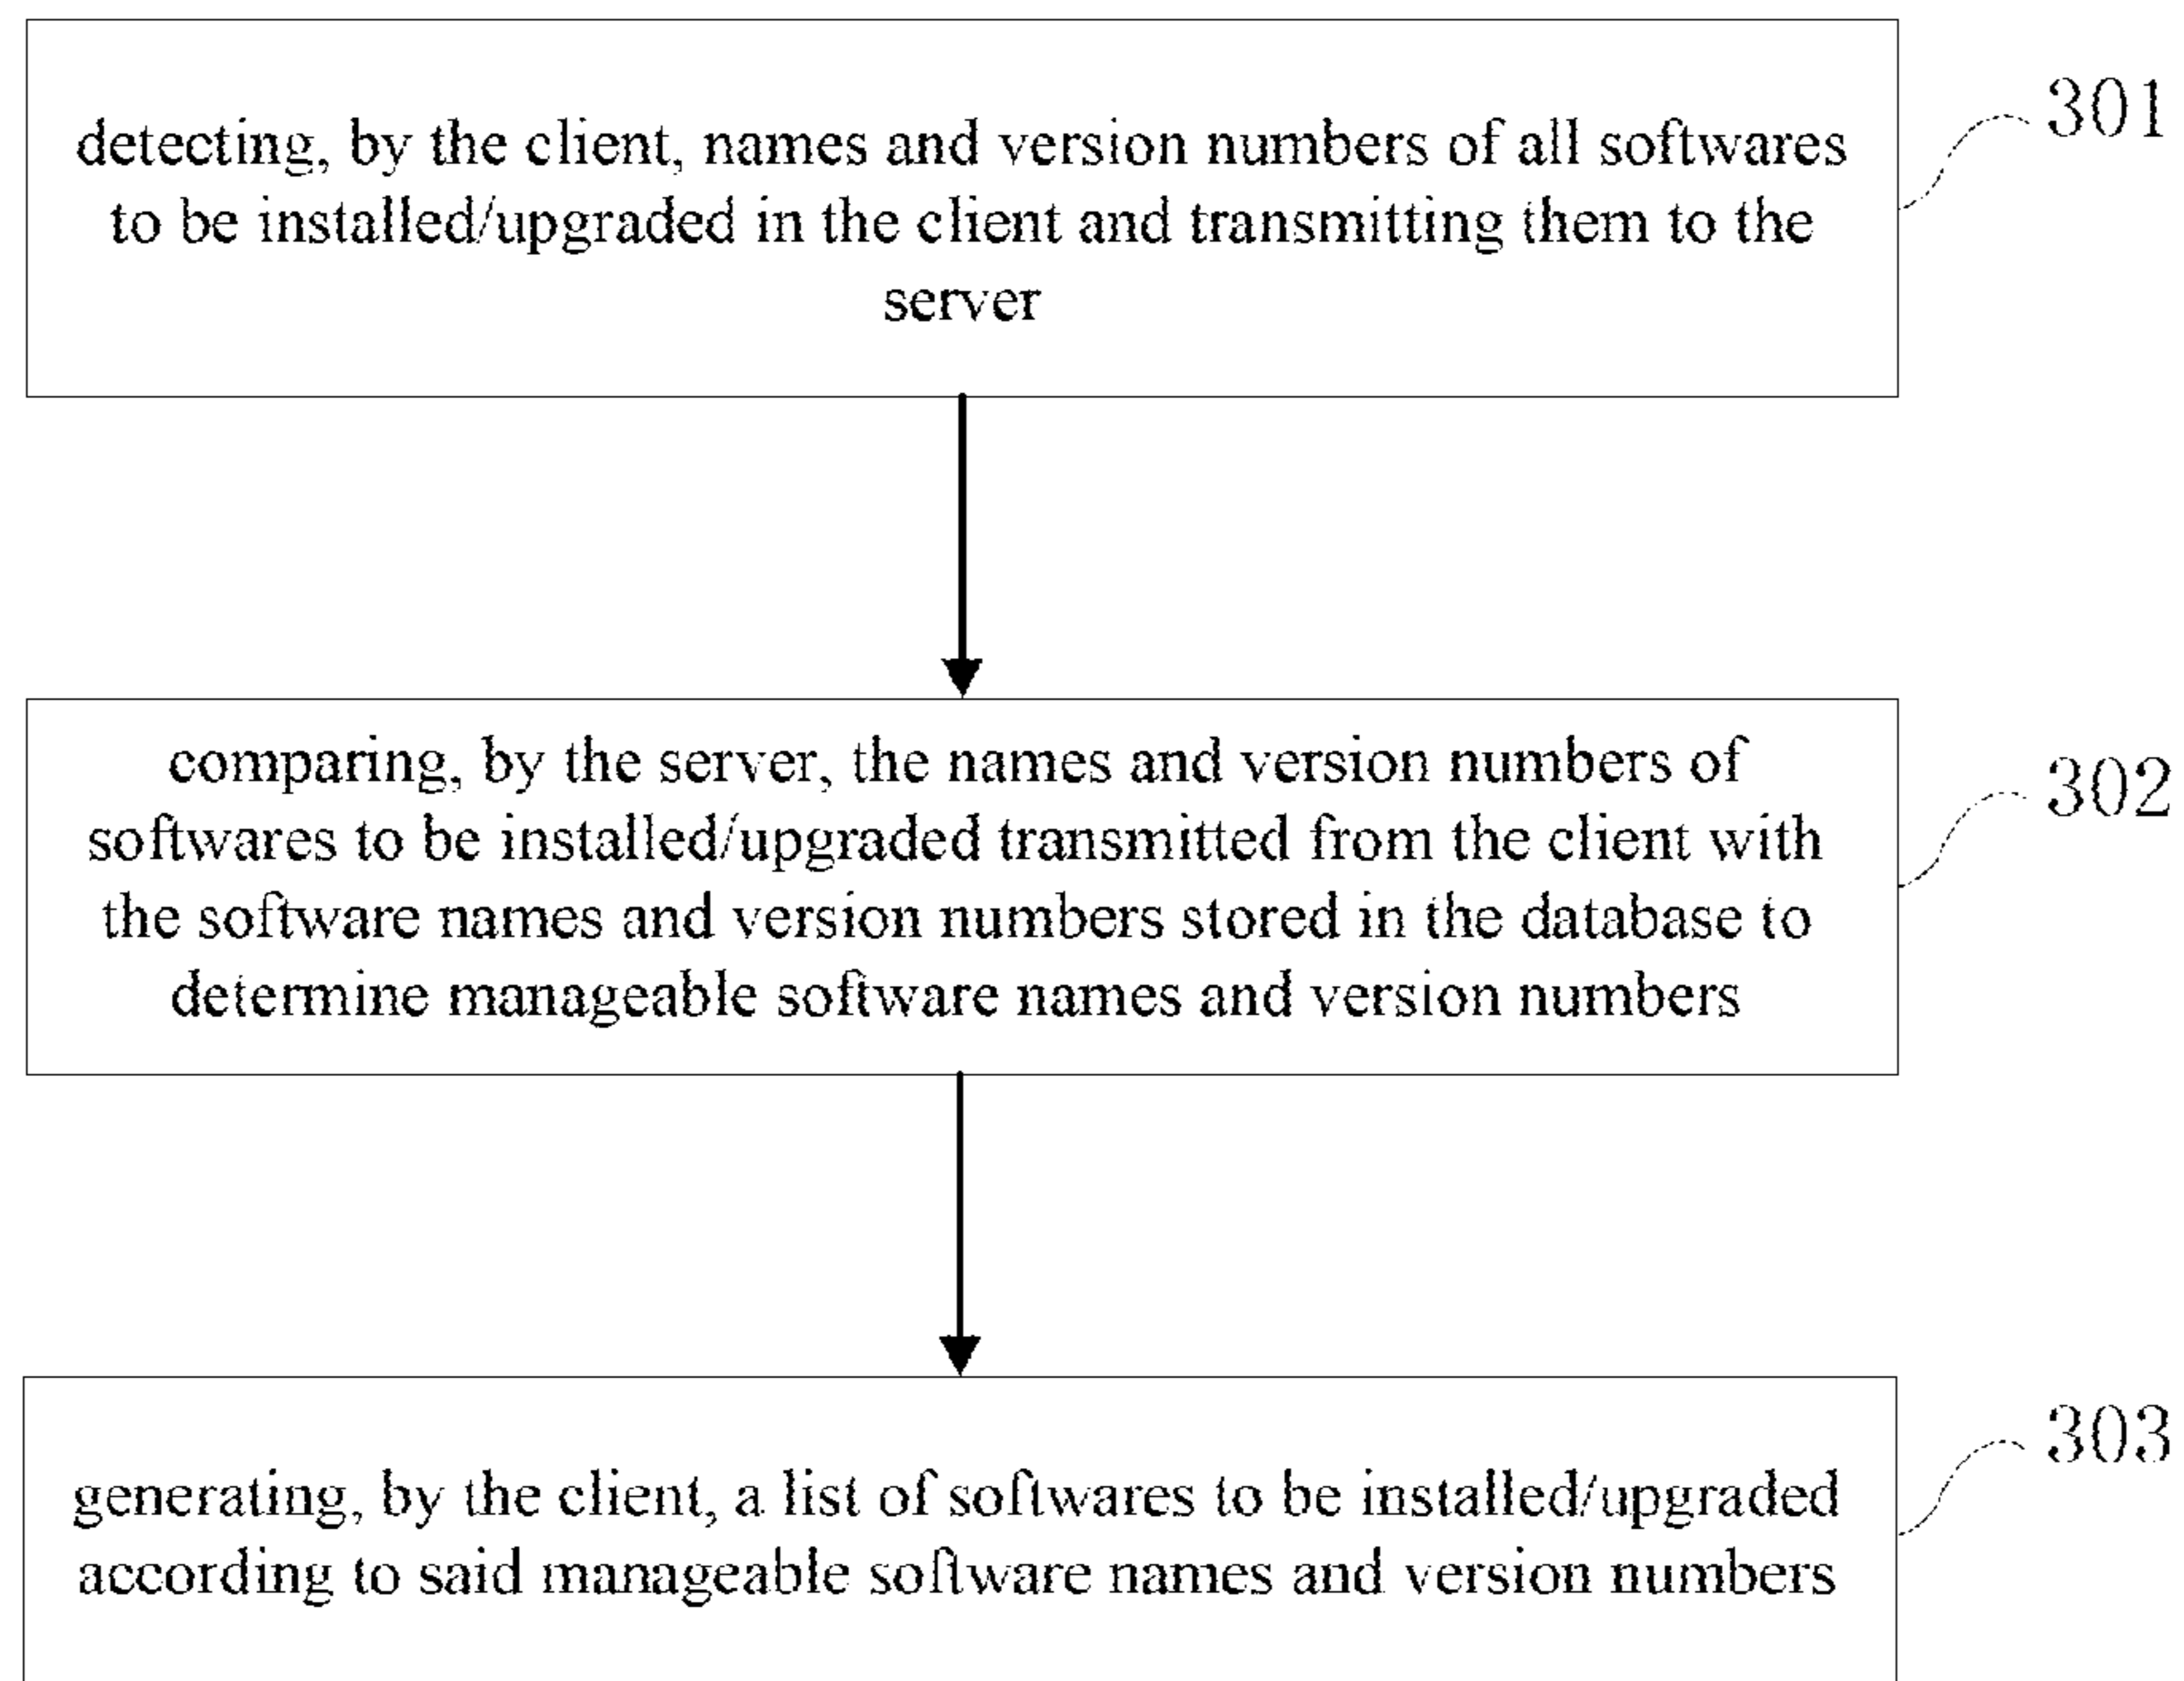 detecting, by the client, names and version numbers of all softwares
to be installed/upgraded in the client and transmitting them to the
server
301
comparing, by the server, the names and version numbers of
softwares to be installed/upgraded transmitted from the client with
the software names and version numbers stored in the database to
determine manageable software names and version numbers
302
generating, by the client, a list of softwares to be installed/upgraded
according to said manageable software names and version numbers
303